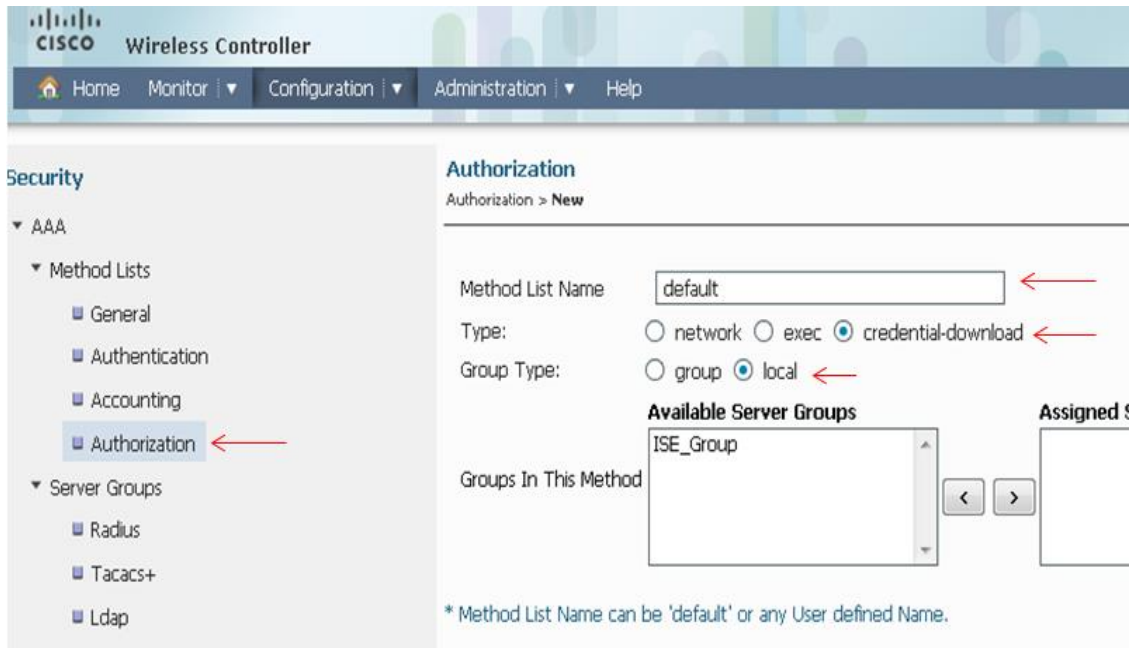 CISCO Wireless Controller
Home Monitor Configuration Administration Help
Security
AAA
Method Lists
General
Authentication
Accounting
Authorization
Server Groups
Radius
Tacacs+
Ldap
Authorization
Authorization > New
Method List Name default
Type: network exec credential-download
Group Type: group local
Available Server Groups Assigned S
Groups In This Method ISE_Group
< >
* Method List Name can be 'default' or any User defined Name.